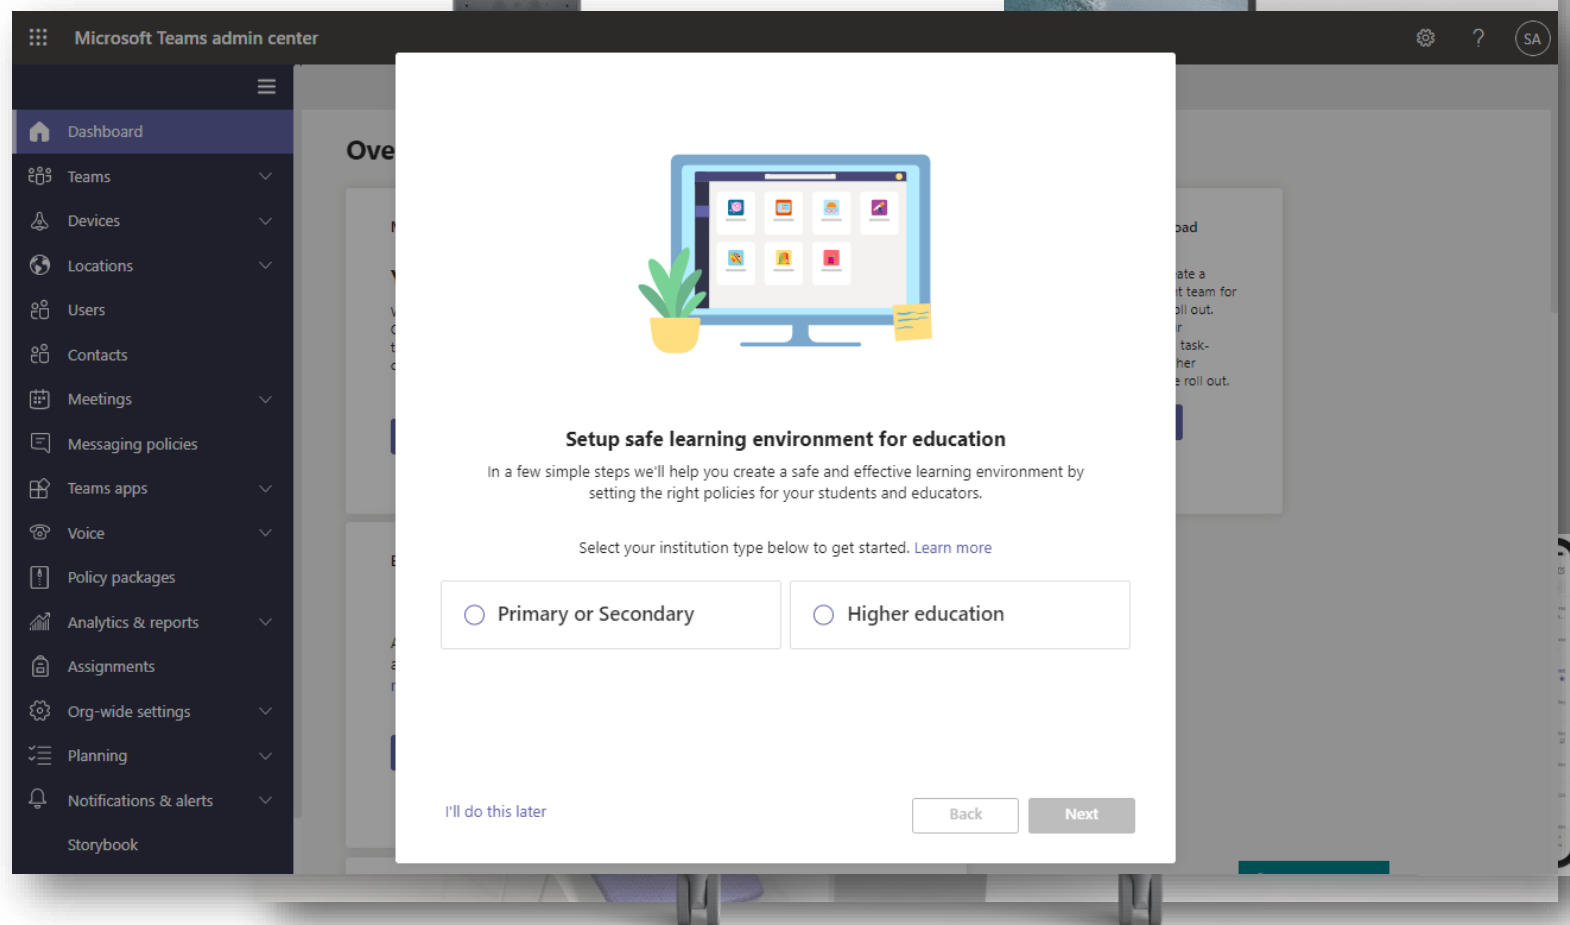 Microsoft Teams admin center
SA
Dashboard
Teams
Devices
Locations
Users
Contacts
Meetings
Messaging policies
Teams apps
Voice
Policy packages
Analytics & reports
Assignments
Org-wide settings
Planning
Notifications & alerts
Storybook
Ove
Setup safe learning environment for education
In a few simple steps we'll help you create a safe and effective learning environment by
setting the right policies for your students and educators.
Select your institution type below to get started. Learn more
Primary or Secondary
Higher education
I'll do this later
Back
Next
oad
ate a
t team for
oll out.
r
task-
her
e roll out.